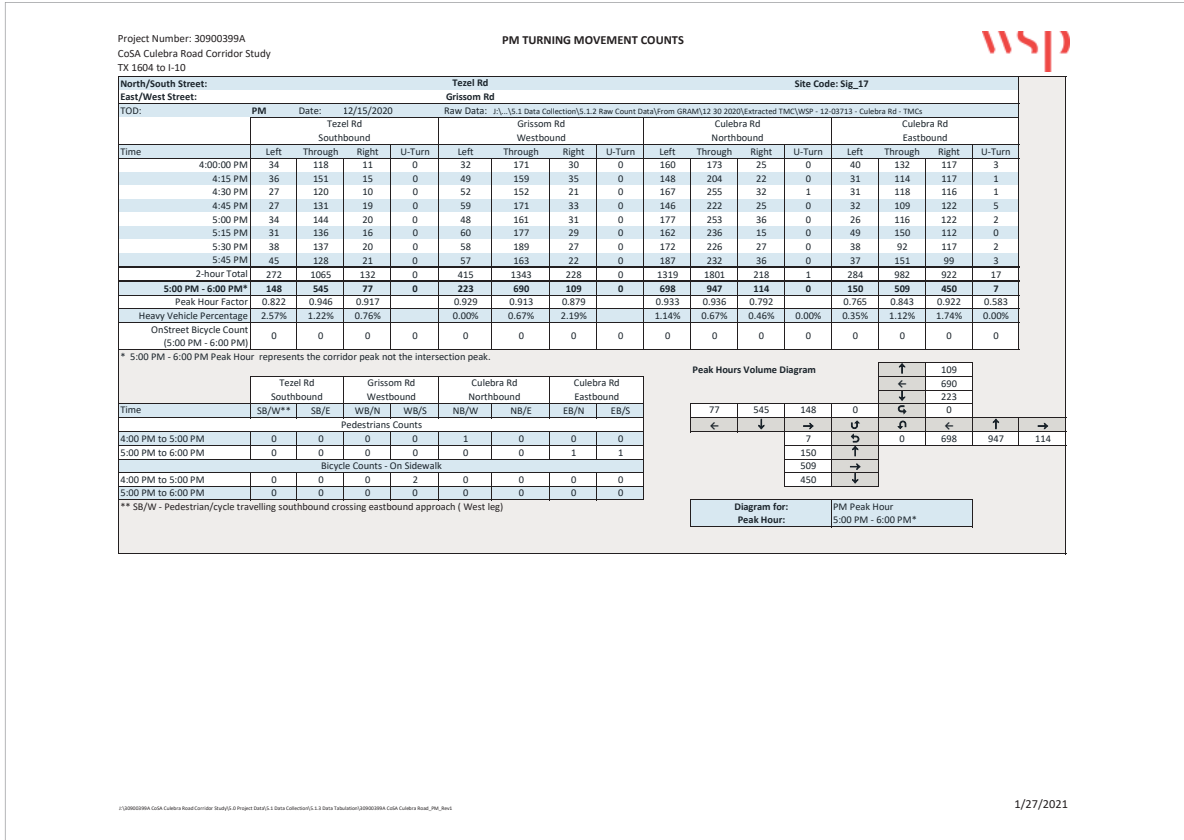 Project Number: 30900399A
PM TURNING MOVEMENT COUNTS
wsp
CoSA Culebra Road Corridor Study
TX 1604 to I-10
North/South Street: Tezel Rd Site Code: Sig_17
East/West Street: Grissom Rd
TOD: PM Date: 12/15/2020 Raw Data: J:\...\5.1 Data Collection\5.1.2 Raw Count Data\From GRAM\12 30 2020\Extracted TMC\WSP - 12-03713 - Culebra Rd - TMCs
Tezel Rd Grissom Rd Culebra Rd Culebra Rd
Southbound Westbound Northbound Eastbound
Time Left Through Right U-Turn Left Through Right U-Turn Left Through Right U-Turn Left Through Right U-Turn
4:00:00 PM 34 118 11 0 32 171 30 0 160 173 25 0 40 132 117 3
4:15 PM 36 151 15 0 49 159 35 0 148 204 22 0 31 114 117 1
4:30 PM 27 120 10 0 52 152 21 0 167 255 32 1 31 118 116 1
4:45 PM 27 131 19 0 59 171 33 0 146 222 25 0 32 109 122 5
5:00 PM 34 144 20 0 48 161 31 0 177 253 36 0 26 116 122 2
5:15 PM 31 136 16 0 60 177 29 0 162 236 15 0 49 150 112 0
5:30 PM 38 137 20 0 58 189 27 0 172 226 27 0 38 92 117 2
5:45 PM 45 128 21 0 57 163 22 0 187 232 36 0 37 151 99 3
2-hour Total 272 1065 132 0 415 1343 228 0 1319 1801 218 1 284 982 922 17
5:00 PM - 6:00 PM* 148 545 77 0 223 690 109 0 698 947 114 0 150 509 450 7
Peak Hour Factor 0.822 0.946 0.917 0.929 0.913 0.879 0.933 0.936 0.792 0.765 0.843 0.922 0.583
Heavy Vehicle Percentage 2.57% 1.22% 0.76% 0.00% 0.67% 2.19% 1.14% 0.67% 0.46% 0.00% 0.35% 1.12% 1.74% 0.00%
OnStreet Bicycle Count
(5:00 PM - 6:00 PM) 0 0 0 0 0 0 0 0 0 0 0 0 0 0 0 0
* 5:00 PM - 6:00 PM Peak Hour represents the corridor peak not the intersection peak.
Tezel Rd Grissom Rd Culebra Rd Culebra Rd
Southbound Westbound Northbound Eastbound
Time SB/W** SB/E WB/N WB/S NB/W NB/E EB/N EB/S
Pedestrians Counts
4:00 PM to 5:00 PM 0 0 0 0 1 0 0 0
5:00 PM to 6:00 PM 0 0 0 0 0 0 1 1
Bicycle Counts - On Sidewalk
4:00 PM to 5:00 PM 0 0 0 2 0 0 0 0
5:00 PM to 6:00 PM 0 0 0 0 0 0 0 0
** SB/W - Pedestrian/cycle travelling southbound crossing eastbound approach ( West leg)
Peak Hours Volume Diagram
↑ 109
← 690
↓ 223
77 545 148 0 ↶ 0
← ↓ → ↺ ↷ ← ↑ →
7 ↺ 0 698 947 114
150 ↑
509 →
450 ↓
Diagram for: PM Peak Hour
Peak Hour: 5:00 PM - 6:00 PM*
J:\30900399A CoSA Culebra Road Corridor Study\5.0 Project Data\5.1 Data Collection\5.1.3 Data Tabulation\30900399A CoSA Culebra Road_PM_Rev1
1/27/2021